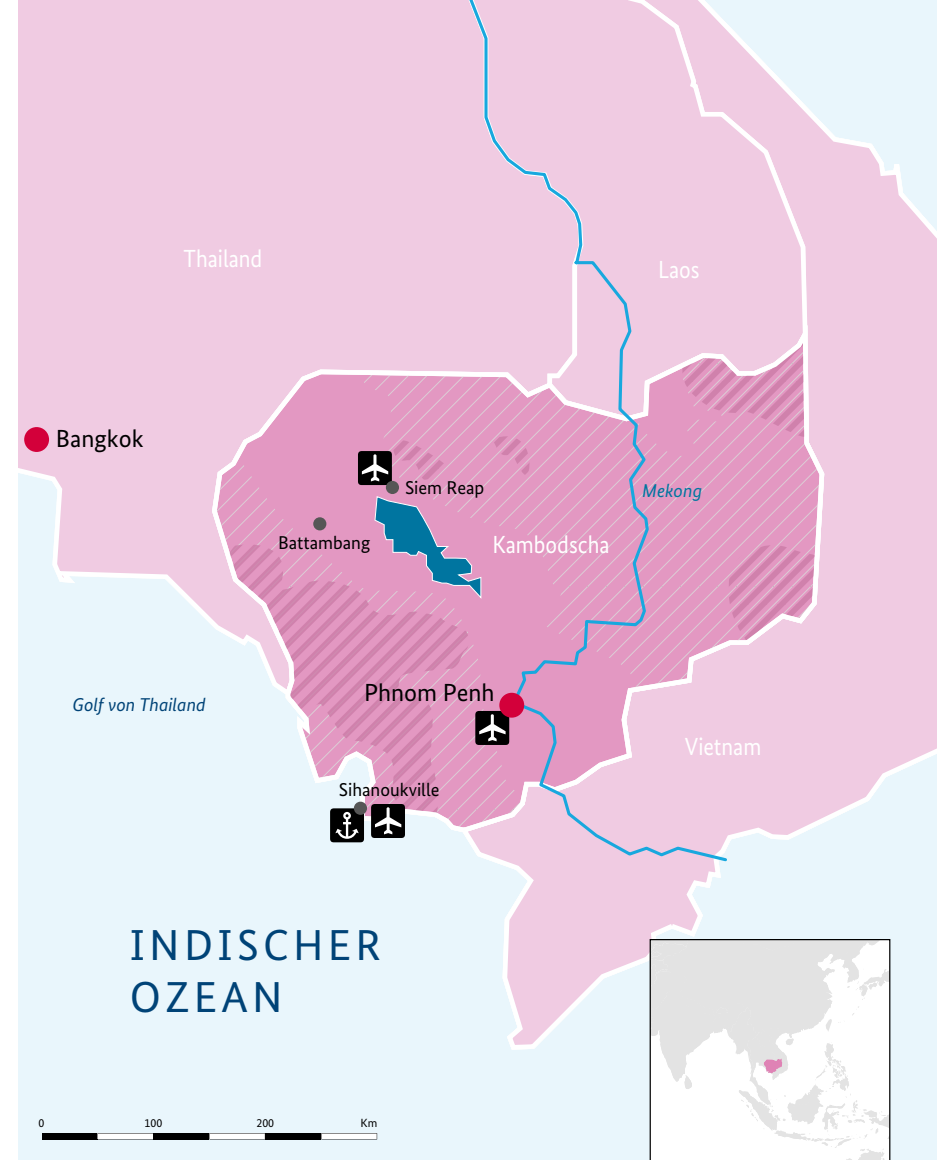 Thailand
Laos
Bangkok
Siem Reap
Mekong
Battambang
Kambodscha
Phnom Penh
Golf von Thailand
Vietnam
Sihanoukville
INDISCHER
OZEAN
0 100 200 Km